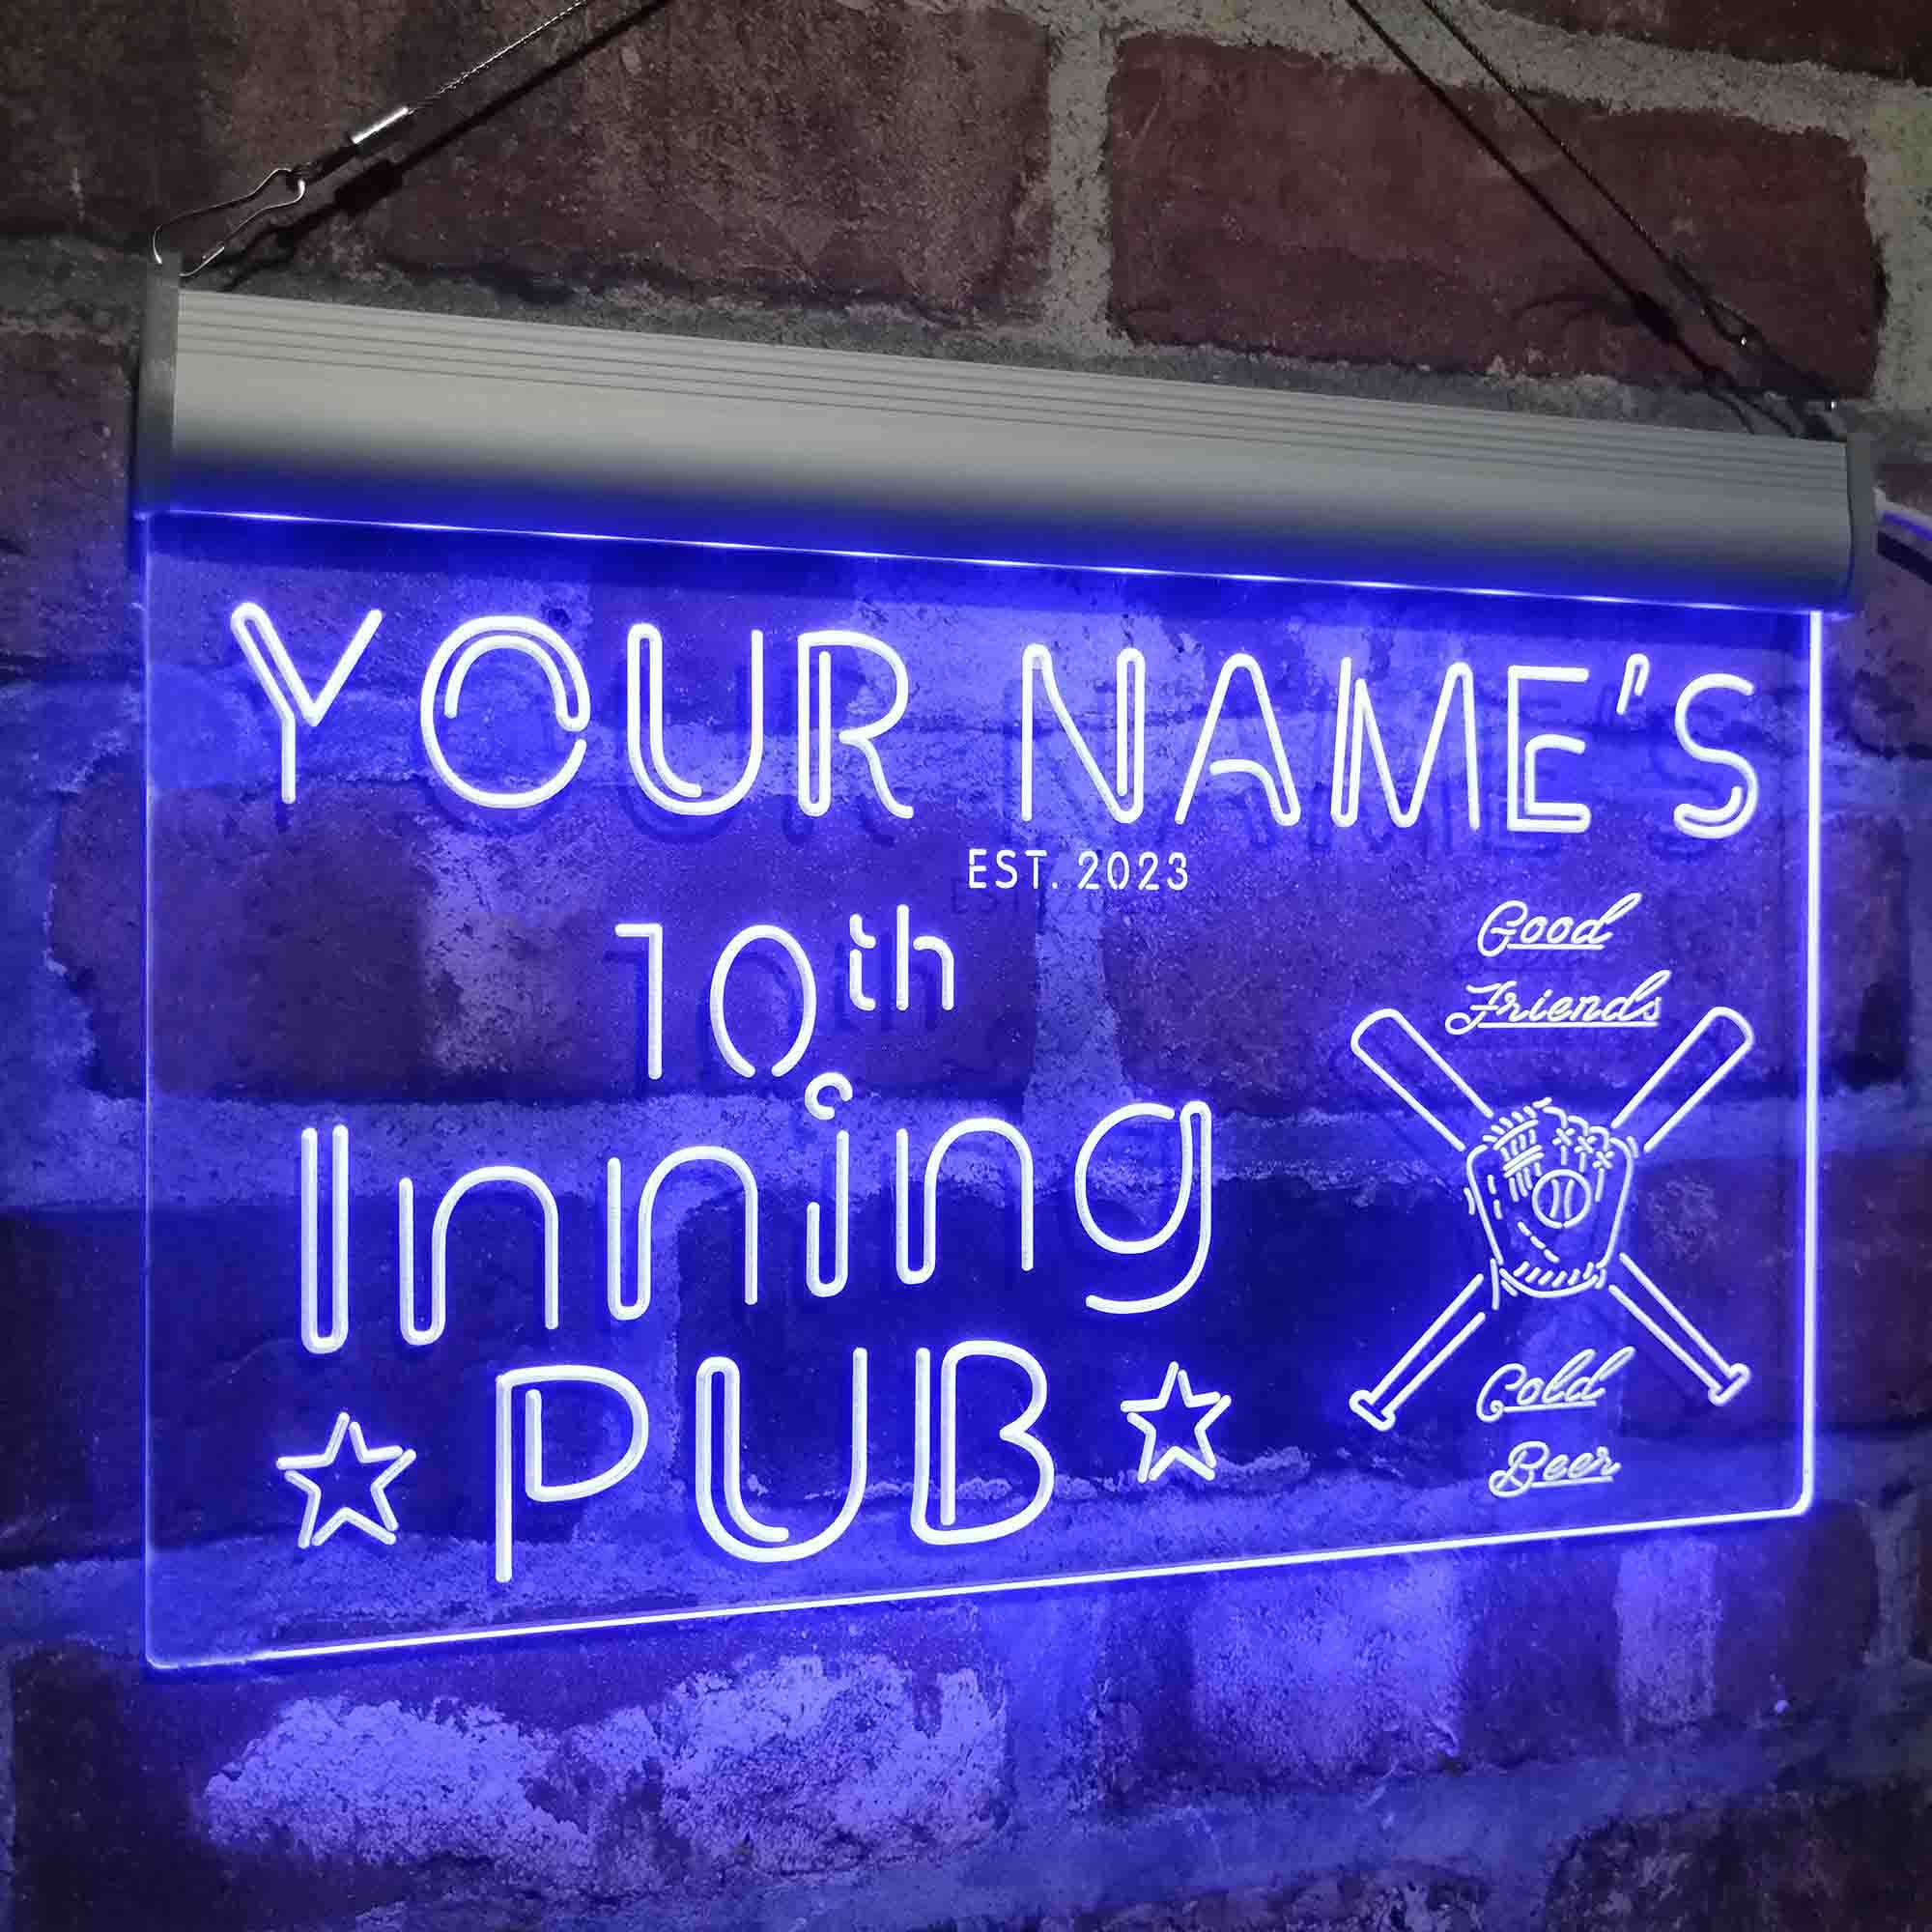 YOUR NAME'S
EST. 2023
10th
Inning
PUB
Good
Friends
Cold
Beer